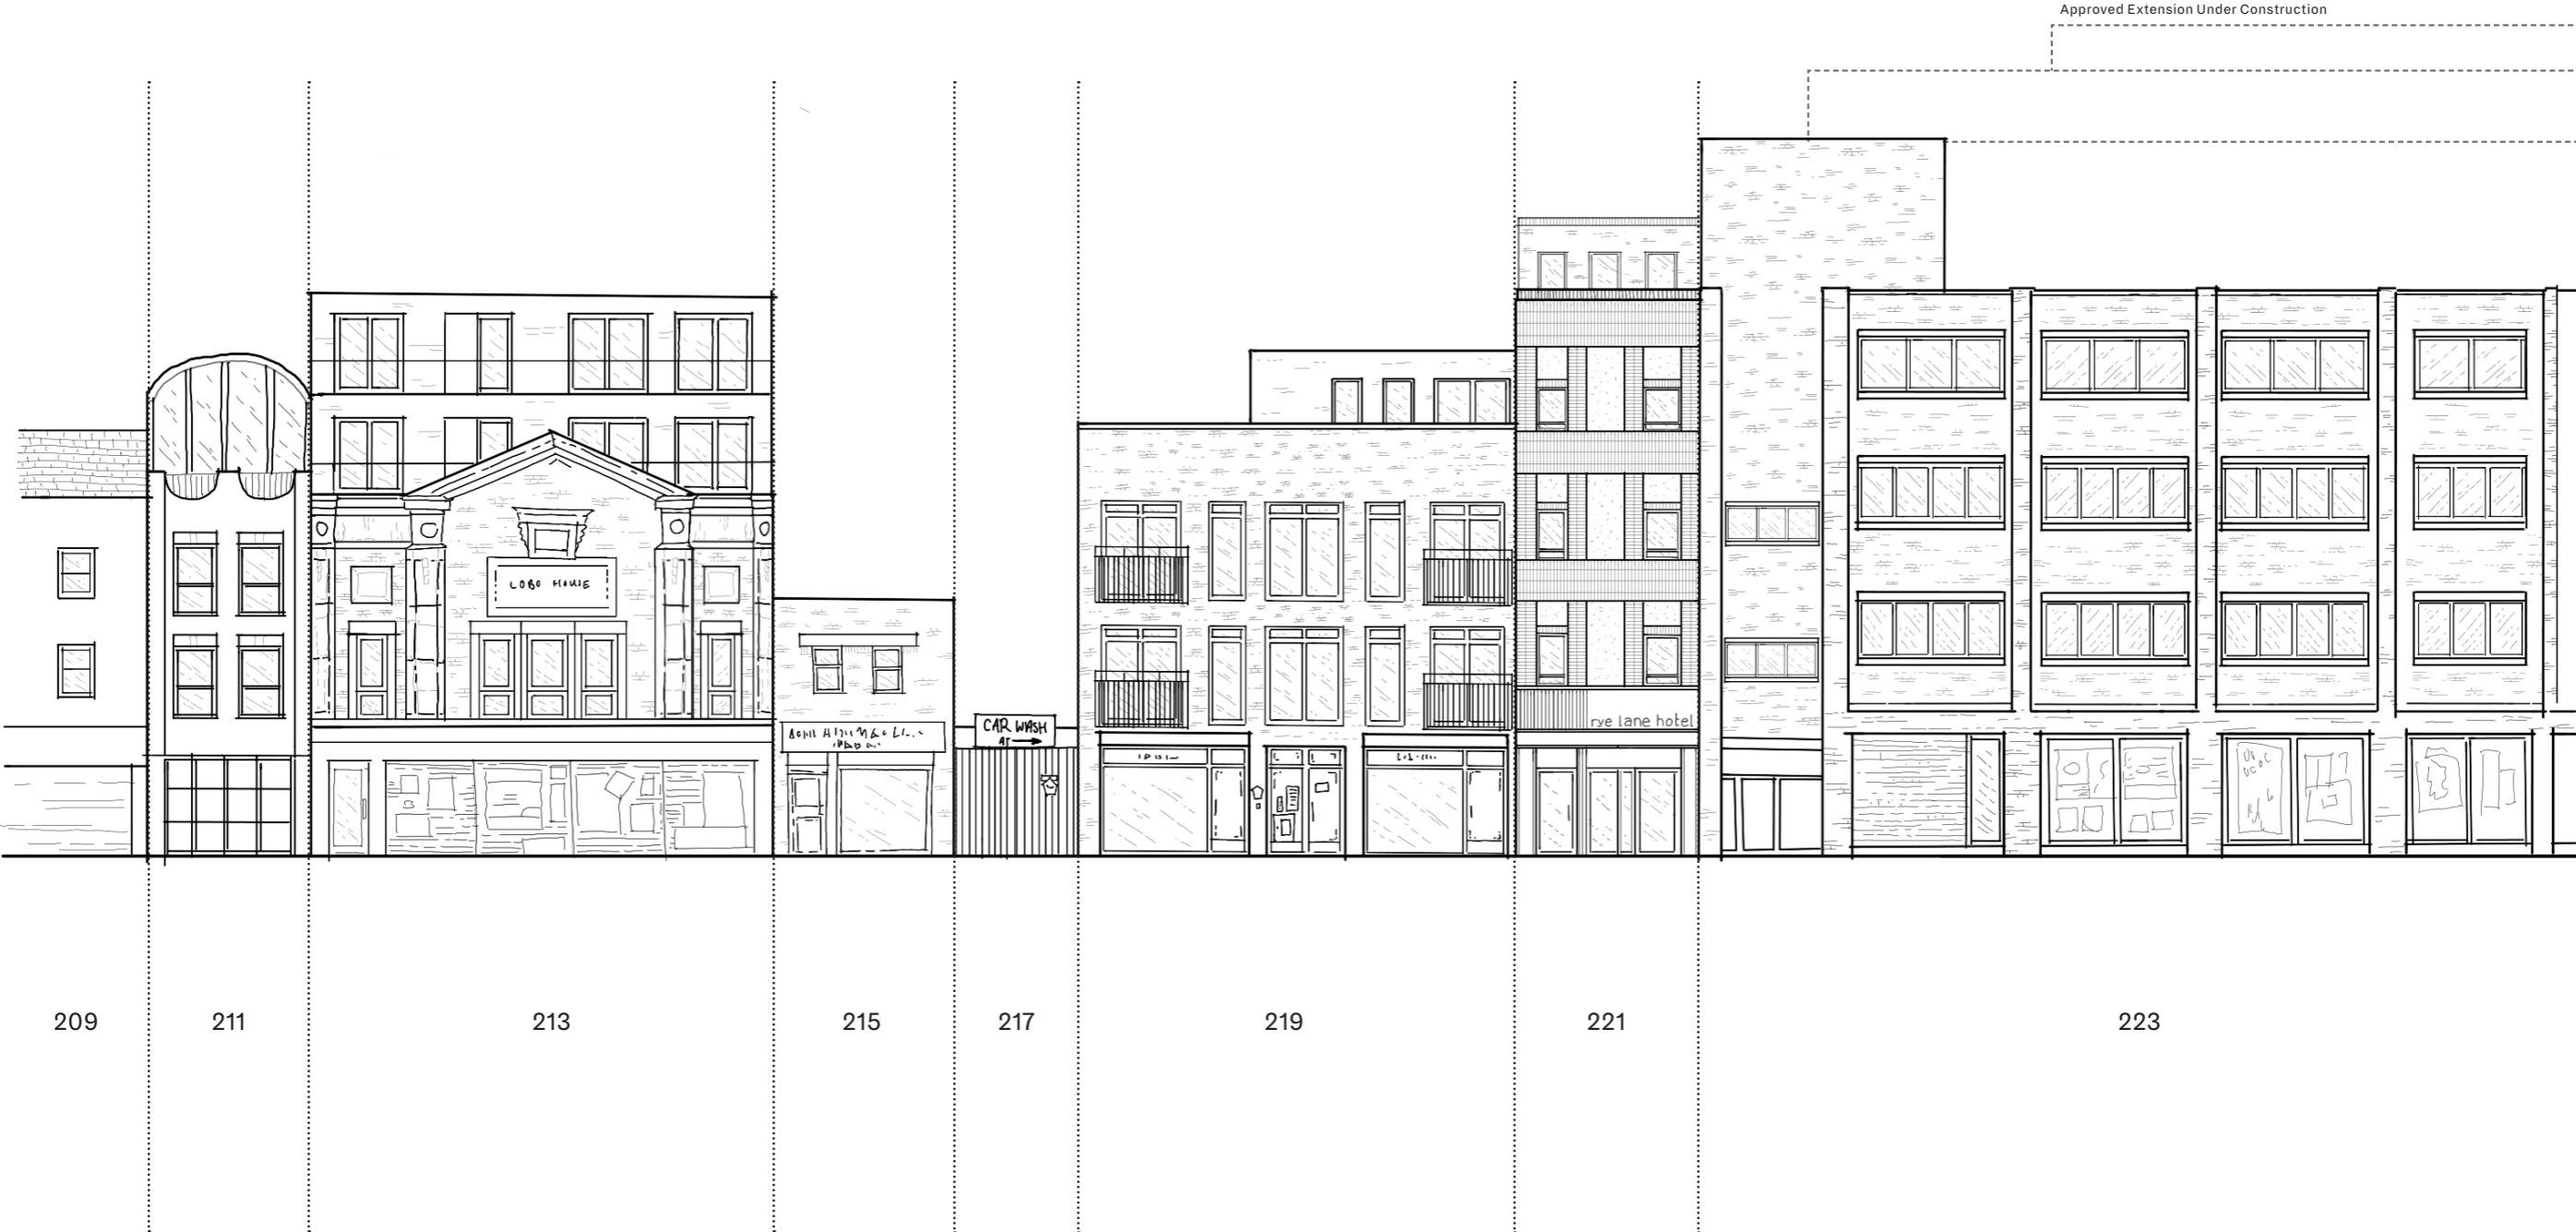 Approved Extension Under Construction
LOBO HOUSE
CAR WASH
AT
rye lane hotel
209 211 213 215 217 219 221 223